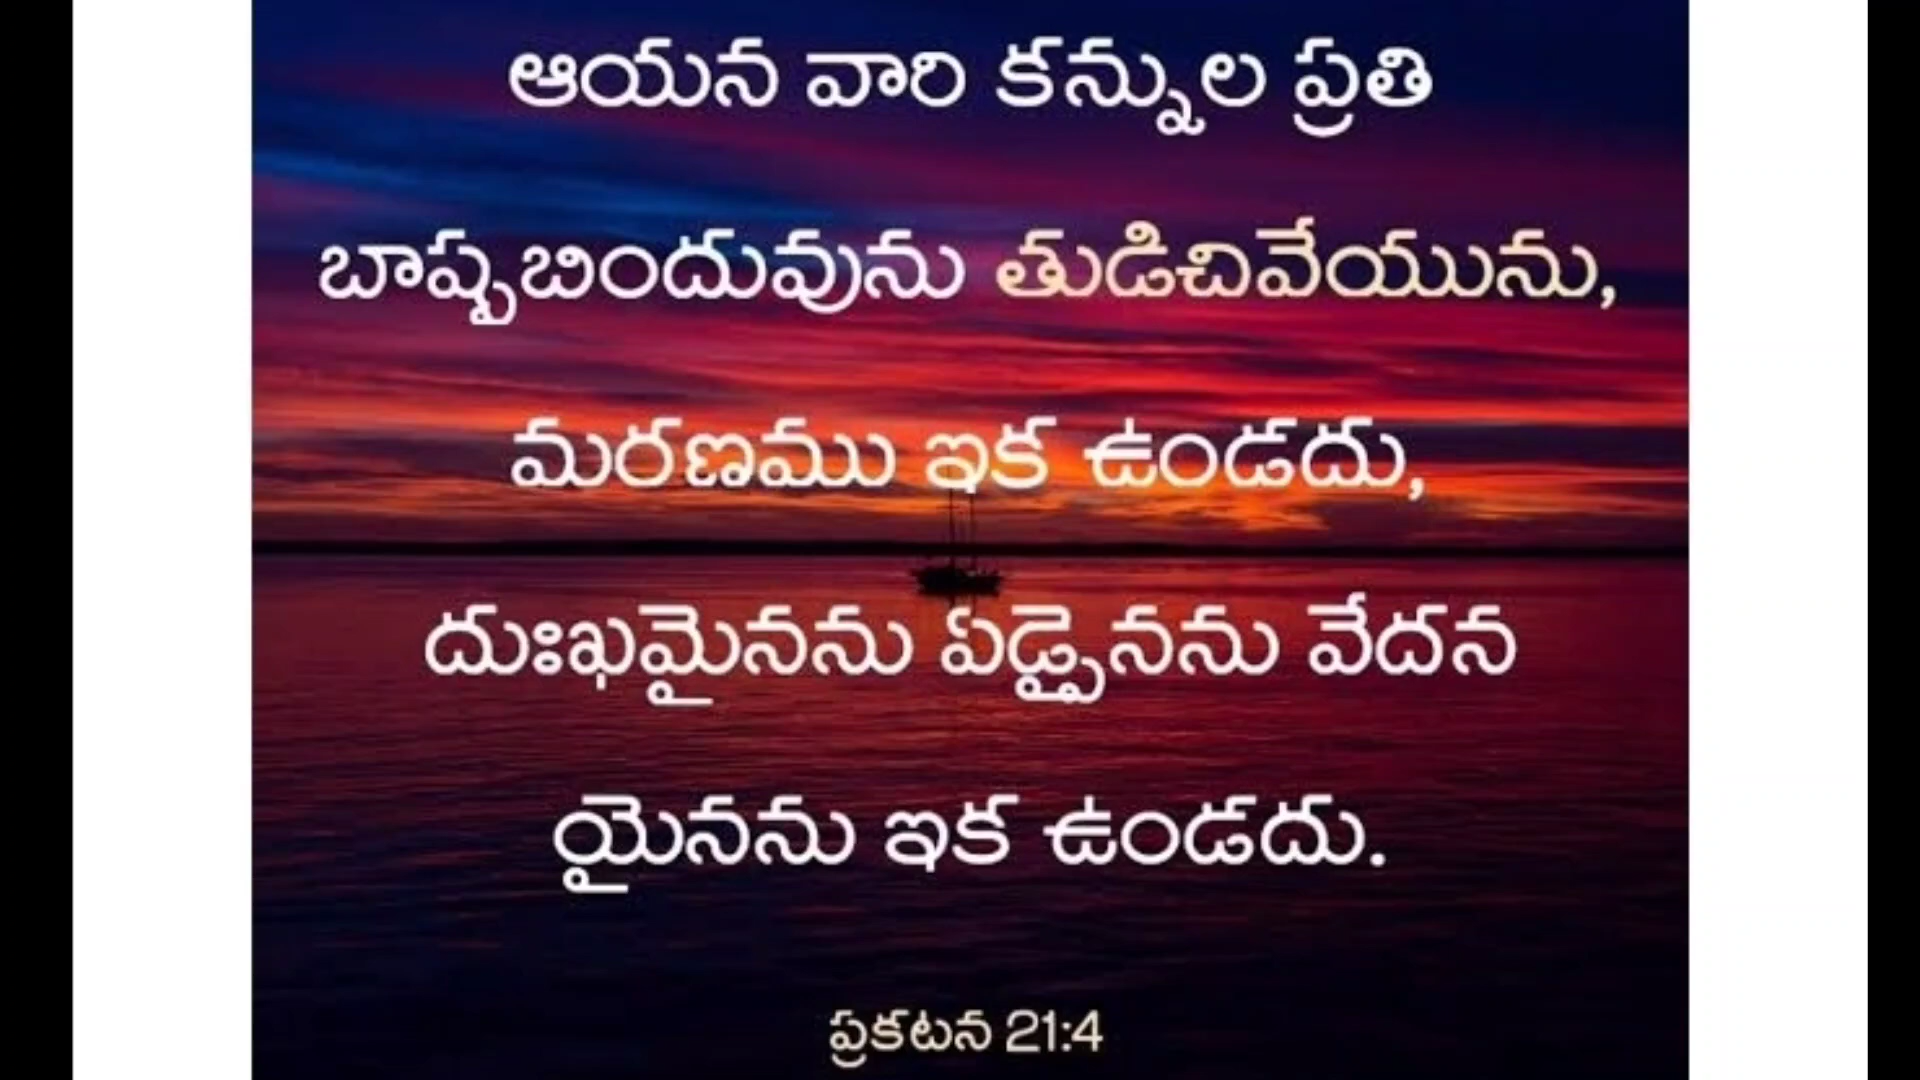 ఆయన వారి కన్నుల ప్రతి
బాష్పబిందువును తుడిచివేయును,
మరణము ఇక ఉండదు,
దుఃఖమైనను ఏడ్పైనను వేదన
యైనను ఇక ఉండదు.
ప్రకటన 21:4